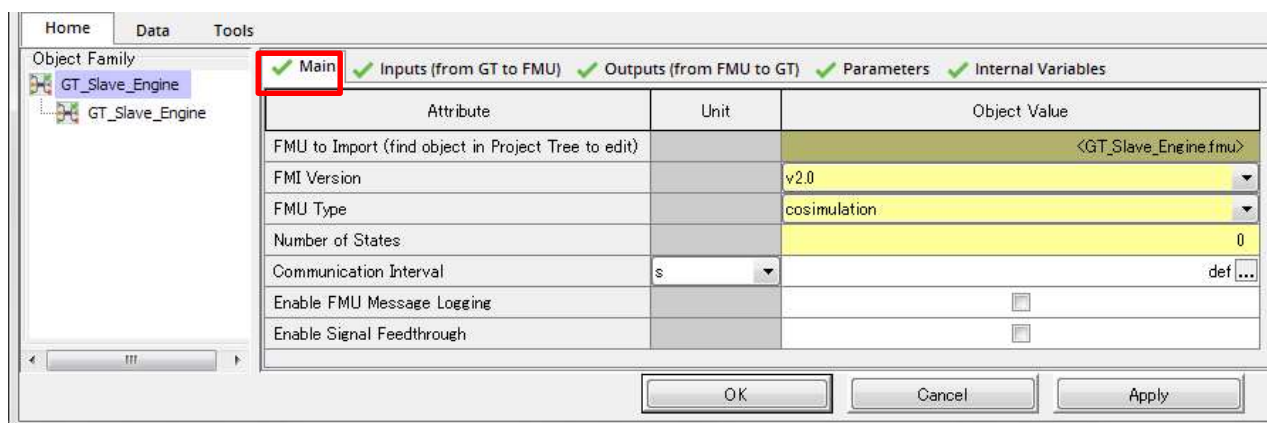 Home Data Tools
Object Family
GT_Slave_Engine
GT_Slave_Engine
Main Inputs (from GT to FMU) Outputs (from FMU to GT) Parameters Internal Variables
Attribute Unit Object Value
FMU to Import (find object in Project Tree to edit) <GT_Slave_Engine.fmu>
FMI Version v2.0
FMU Type cosimulation
Number of States 0
Communication Interval s def ...
Enable FMU Message Logging
Enable Signal Feedthrough
OK Cancel Apply